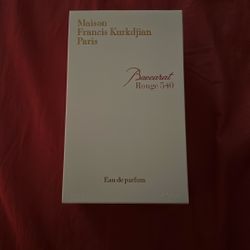 Maison
Francis Kurkdjian
Paris
Baccarat
Rouge 540
Eau de parfum